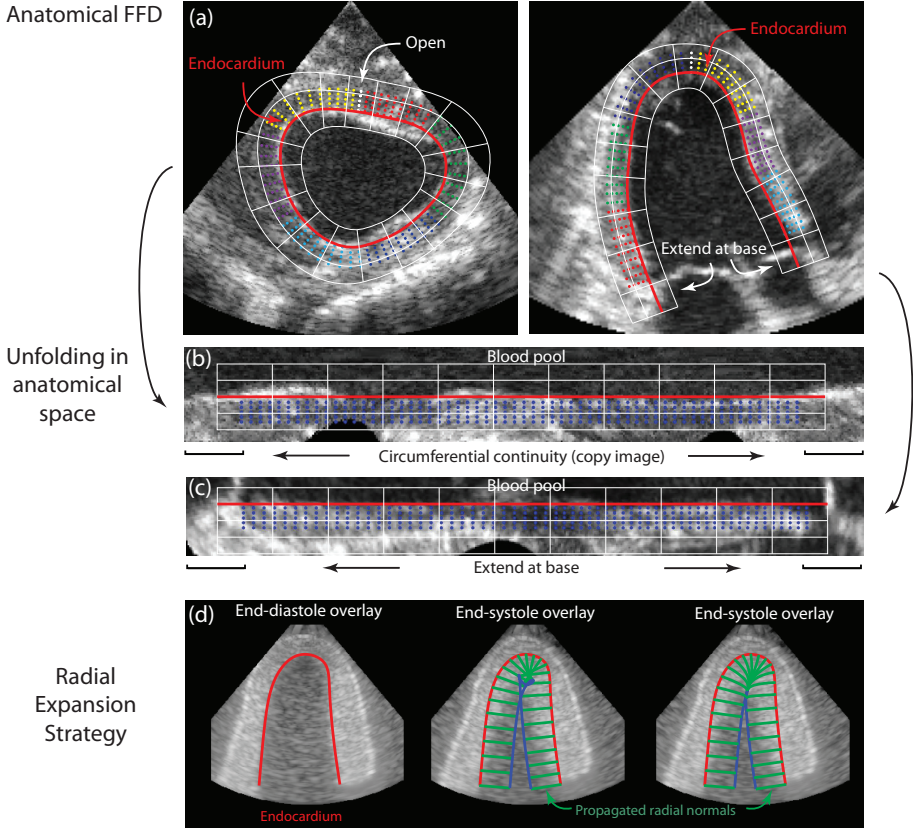 Anatomical FFD
(a)
Open
Endocardium
Endocardium
Extend at base
Unfolding in
anatomical
space
(b)
Blood pool
Circumferential continuity (copy image)
(c)
Blood pool
Extend at base
Radial
Expansion
Strategy
(d)
End-diastole overlay
End-systole overlay
End-systole overlay
Endocardium
Propagated radial normals